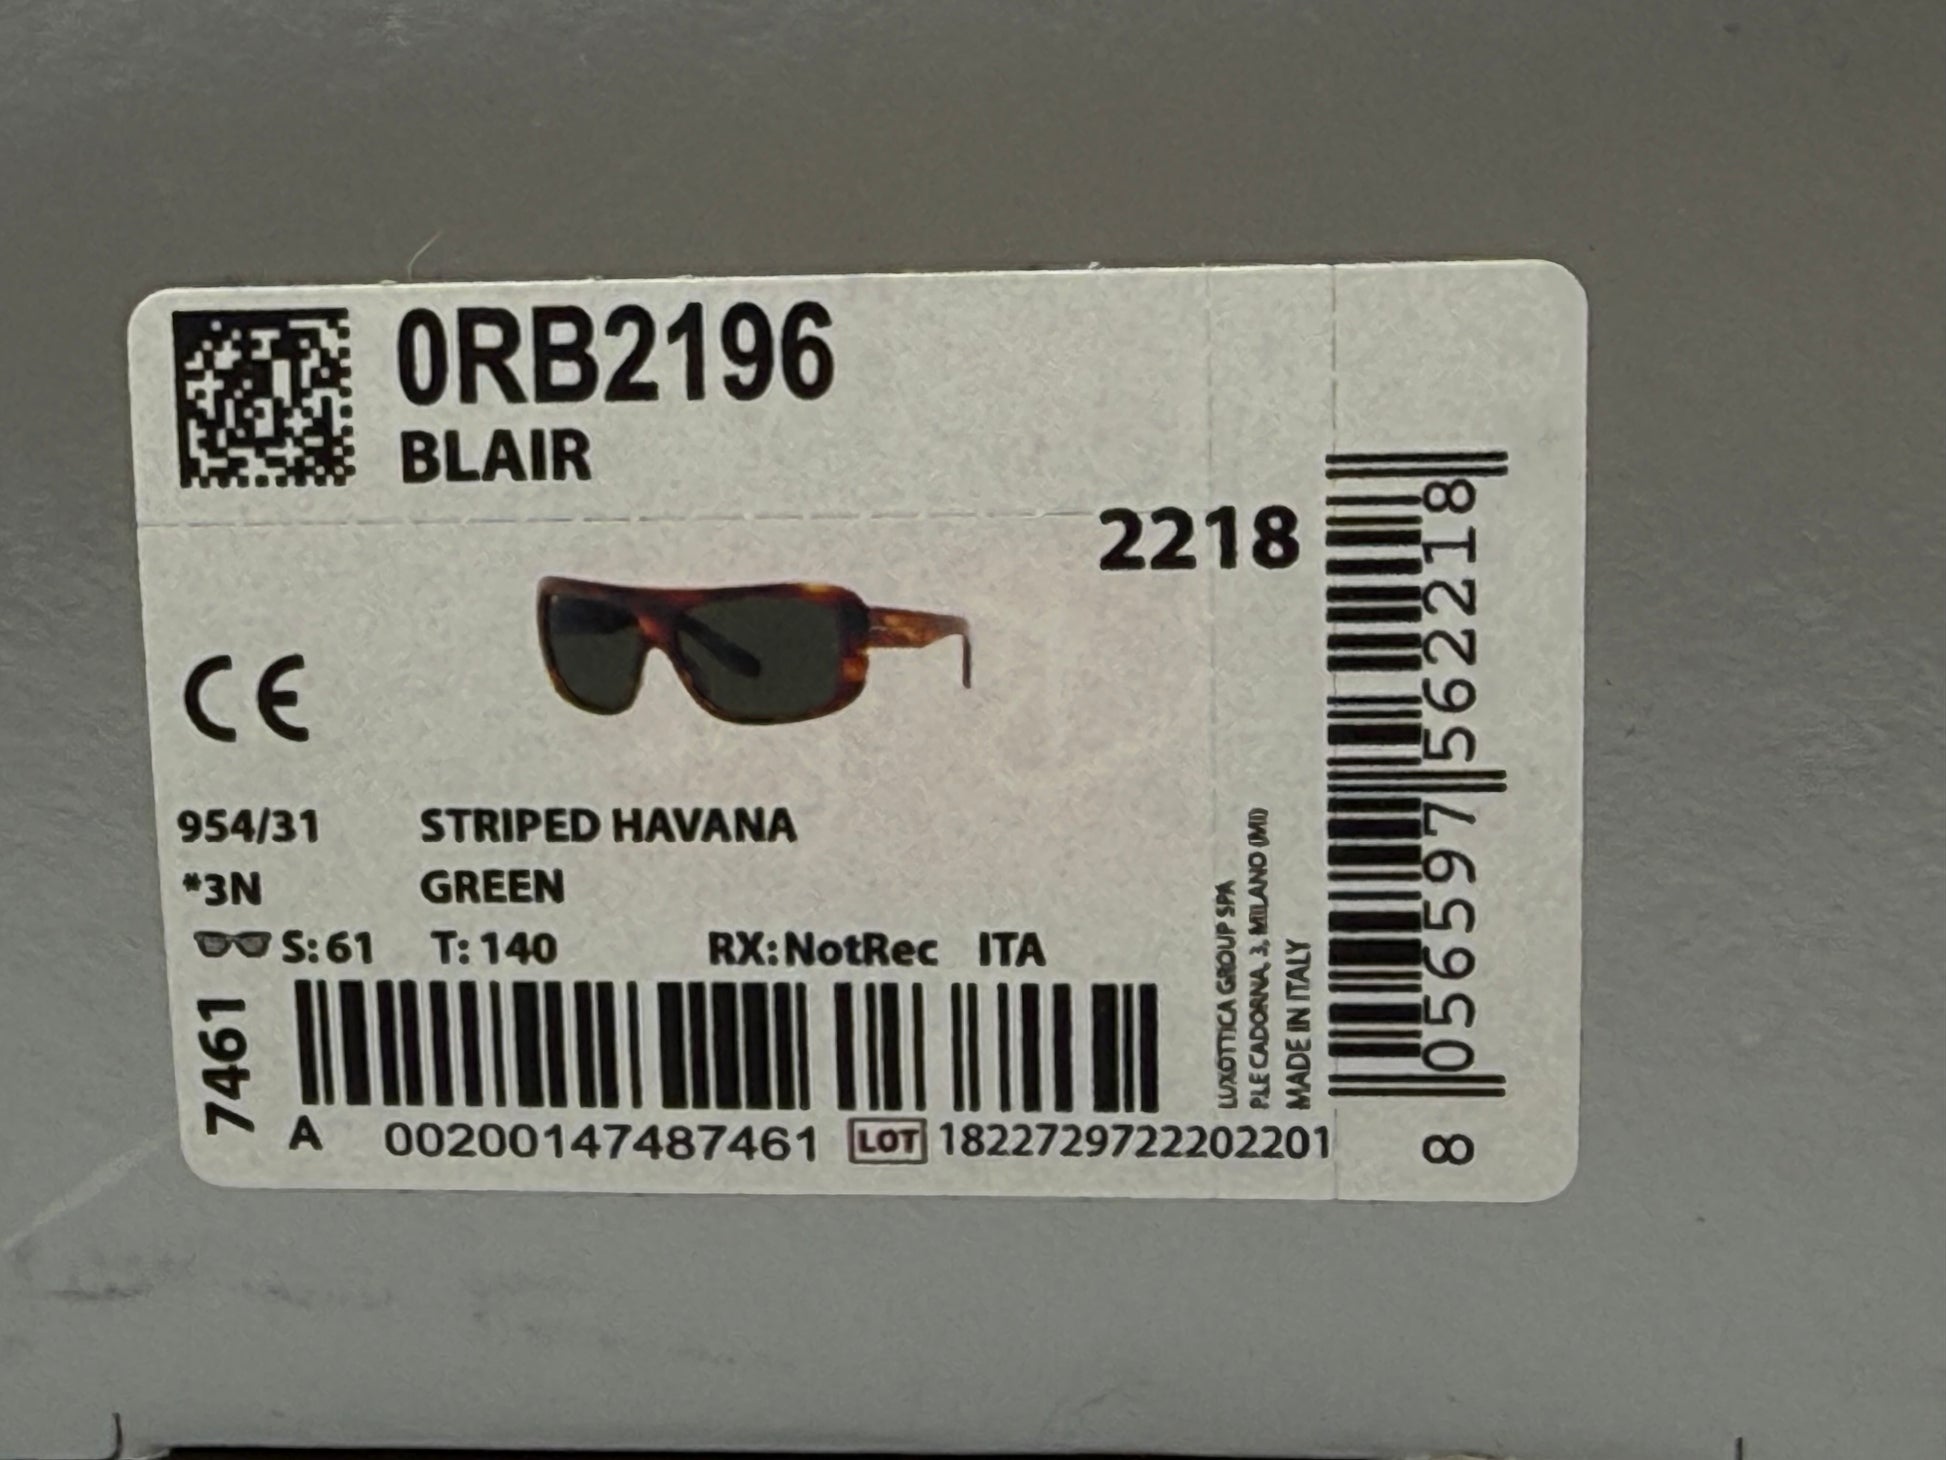 0RB2196
BLAIR
2218
CE
954/31 STRIPED HAVANA
*3N GREEN
S: 61 T: 140 RX: NotRec ITA
7461
A 00200147487461 LOT 1822729722202201
LUXOTTICA GROUP SPA
P.LE CADORNA, 3, MILANO (MI)
MADE IN ITALY
8 056597 562218